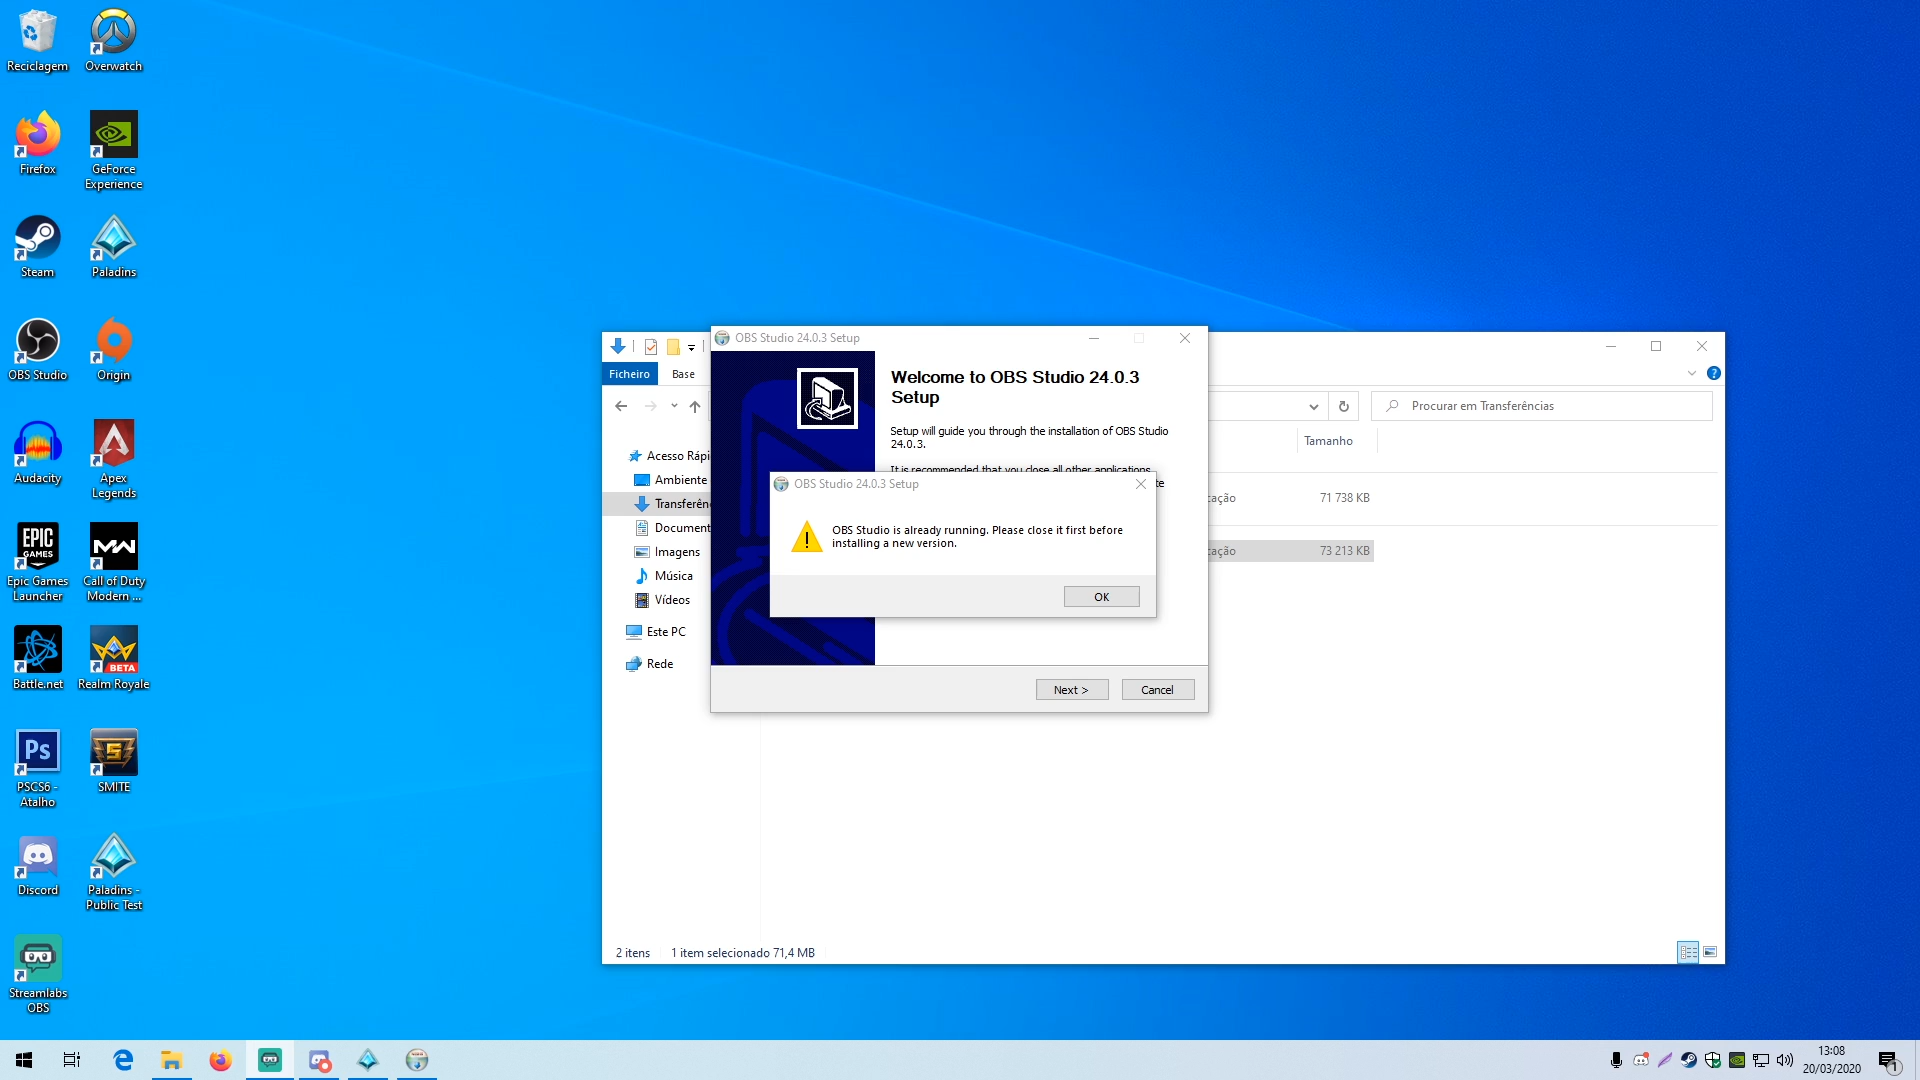 Reciclagem
Overwatch
Firefox
GeForce
Experience
Steam
Paladins
OBS Studio
Origin
Audacity
Apex
Legends
EPIC
GAMES
Epic Games
Launcher
Call of Duty
Modern ...
Battle.net
BETA
Realm Royale
Ps
PSCS6 -
Atalho
SMITE
Discord
Paladins -
Public Test
Streamlabs
OBS
Ficheiro
Base
Procurar em Transferências
Tamanho
Acesso Rápi
Ambiente
Transferên
Document
Imagens
Música
Vídeos
Este PC
Rede
cação
71 738 KB
cação
73 213 KB
2 itens
1 item selecionado 71,4 MB
OBS Studio 24.0.3 Setup
Welcome to OBS Studio 24.0.3
Setup
Setup will guide you through the installation of OBS Studio
24.0.3.
It is recommended that you close all other applications
te
Next >
Cancel
OBS Studio 24.0.3 Setup
OBS Studio is already running. Please close it first before
installing a new version.
OK
13:08
20/03/2020
1